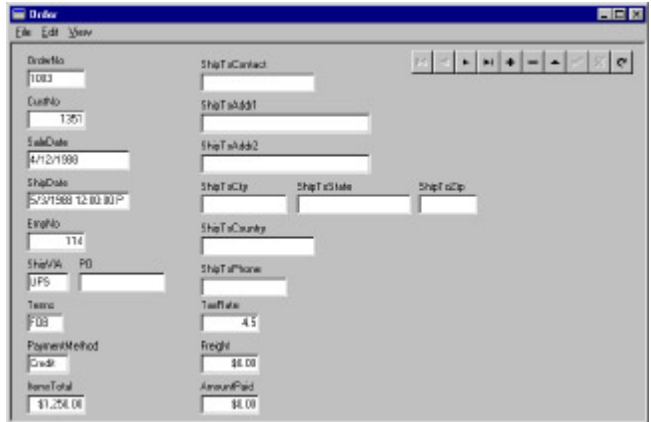 Order
File Edit View
OrderNo
1003
CustNo
1351
SaleDate
4/12/1988
ShipDate
5/3/1988 12:00:00 P
EmpNo
114
ShipVIA PO
UPS
Terms
FOB
PaymentMethod
Credit
ItemsTotal
$1,250.00
ShipToContact
ShipToAddr1
ShipToAddr2
ShipToCity ShipToState ShipToZip
ShipToCountry
ShipToPhone
TaxRate
4.5
Freight
$0.00
AmountPaid
$0.00